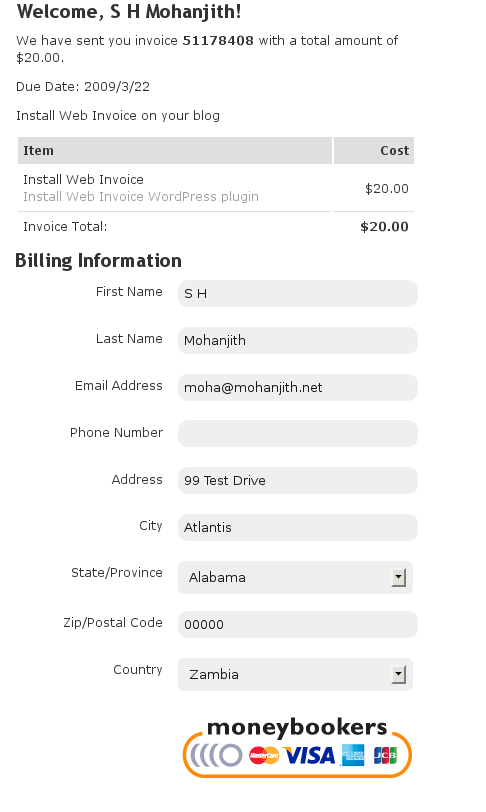 Welcome, S H Mohanjith!
We have sent you invoice 51178408 with a total amount of
$20.00.
Due Date: 2009/3/22
Install Web Invoice on your blog
Item Cost
Install Web Invoice
Install Web Invoice WordPress plugin
$20.00
Invoice Total: $20.00
Billing Information
First Name S H
Last Name Mohanjith
Email Address moha@mohanjith.net
Phone Number
Address 99 Test Drive
City Atlantis
State/Province Alabama
Zip/Postal Code 00000
Country Zambia
moneybookers
MasterCard VISA JCB